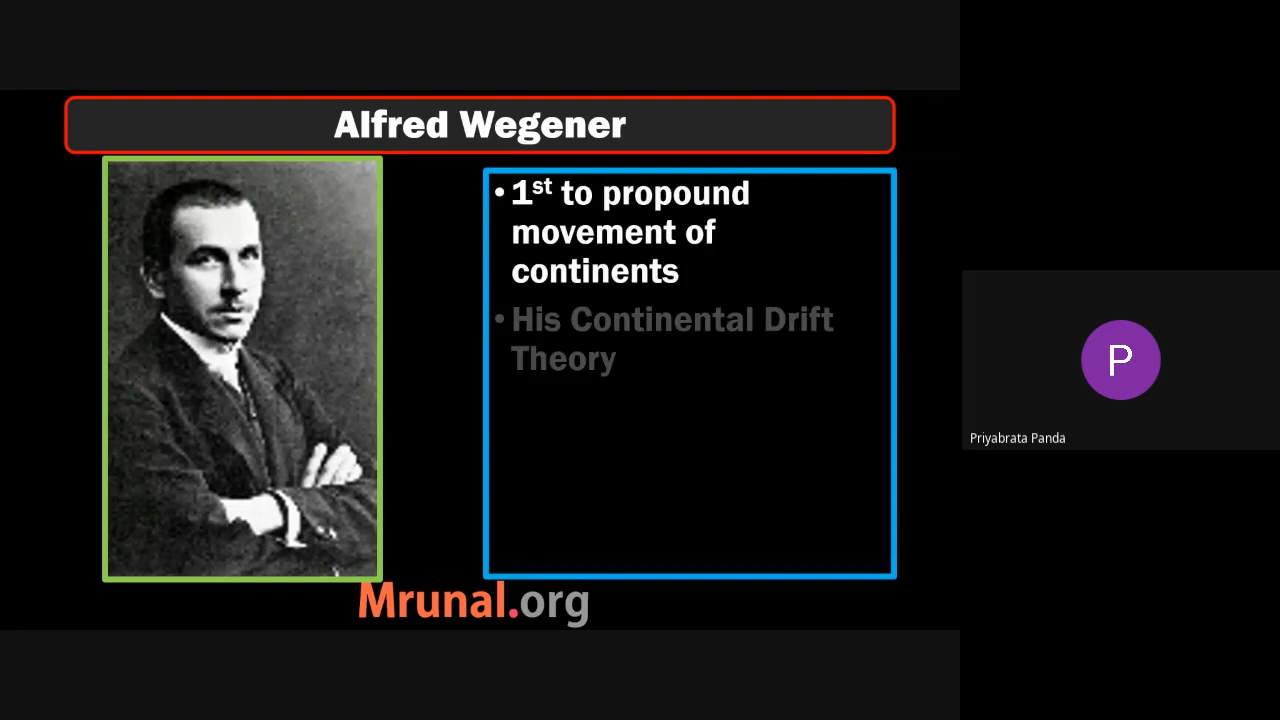 Alfred Wegener
• 1st to propound
movement of
continents
• His Continental Drift
Theory
Mrunal.org
P
Priyabrata Panda